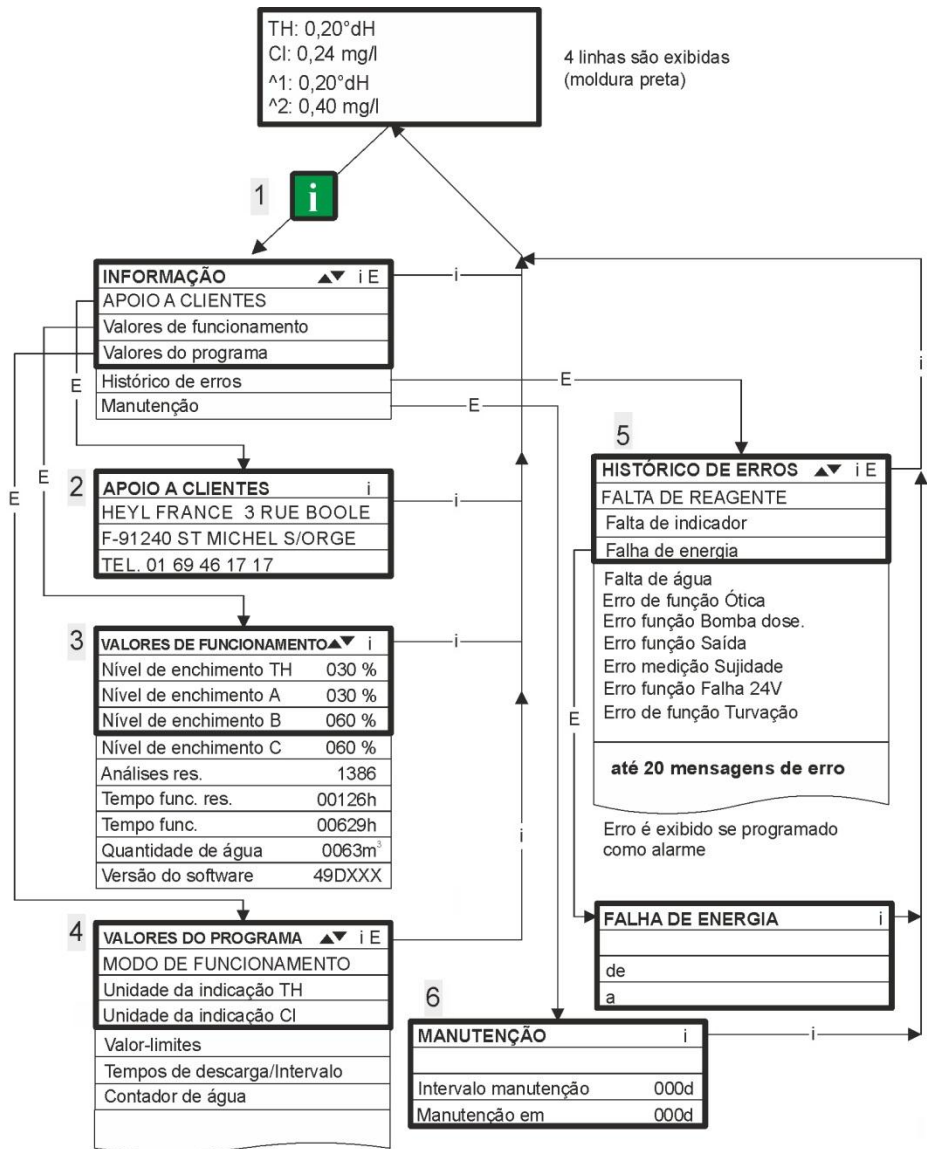 TH: 0,20°dH
Cl: 0,24 mg/l
^1: 0,20°dH
^2: 0,40 mg/l
4 linhas são exibidas
(moldura preta)
1
i
INFORMAÇÃO ▲▼ i E
APOIO A CLIENTES
Valores de funcionamento
Valores do programa
Histórico de erros
Manutenção
i
E
E
E
E
E
i
2
APOIO A CLIENTES i
HEYL FRANCE 3 RUE BOOLE
F-91240 ST MICHEL S/ORGE
TEL. 01 69 46 17 17
i
3
VALORES DE FUNCIONAMENTO ▲▼ i
Nível de enchimento TH 030 %
Nível de enchimento A 030 %
Nível de enchimento B 060 %
Nível de enchimento C 060 %
Análises res. 1386
Tempo func. res. 00126h
Tempo func. 00629h
Quantidade de água 0063m³
Versão do software 49DXXX
i
i
4
VALORES DO PROGRAMA ▲▼ i E
MODO DE FUNCIONAMENTO
Unidade da indicação TH
Unidade da indicação Cl
Valor-limites
Tempos de descarga/Intervalo
Contador de água
5
HISTÓRICO DE ERROS ▲▼ i E
FALTA DE REAGENTE
Falta de indicador
Falha de energia
Falta de água
Erro de função Ótica
Erro função Bomba dose.
Erro função Saída
Erro medição Sujidade
Erro função Falha 24V
Erro de função Turvação
até 20 mensagens de erro
E
Erro é exibido se programado
como alarme
FALHA DE ENERGIA i
de
a
6
MANUTENÇÃO i
Intervalo manutenção 000d
Manutenção em 000d
i